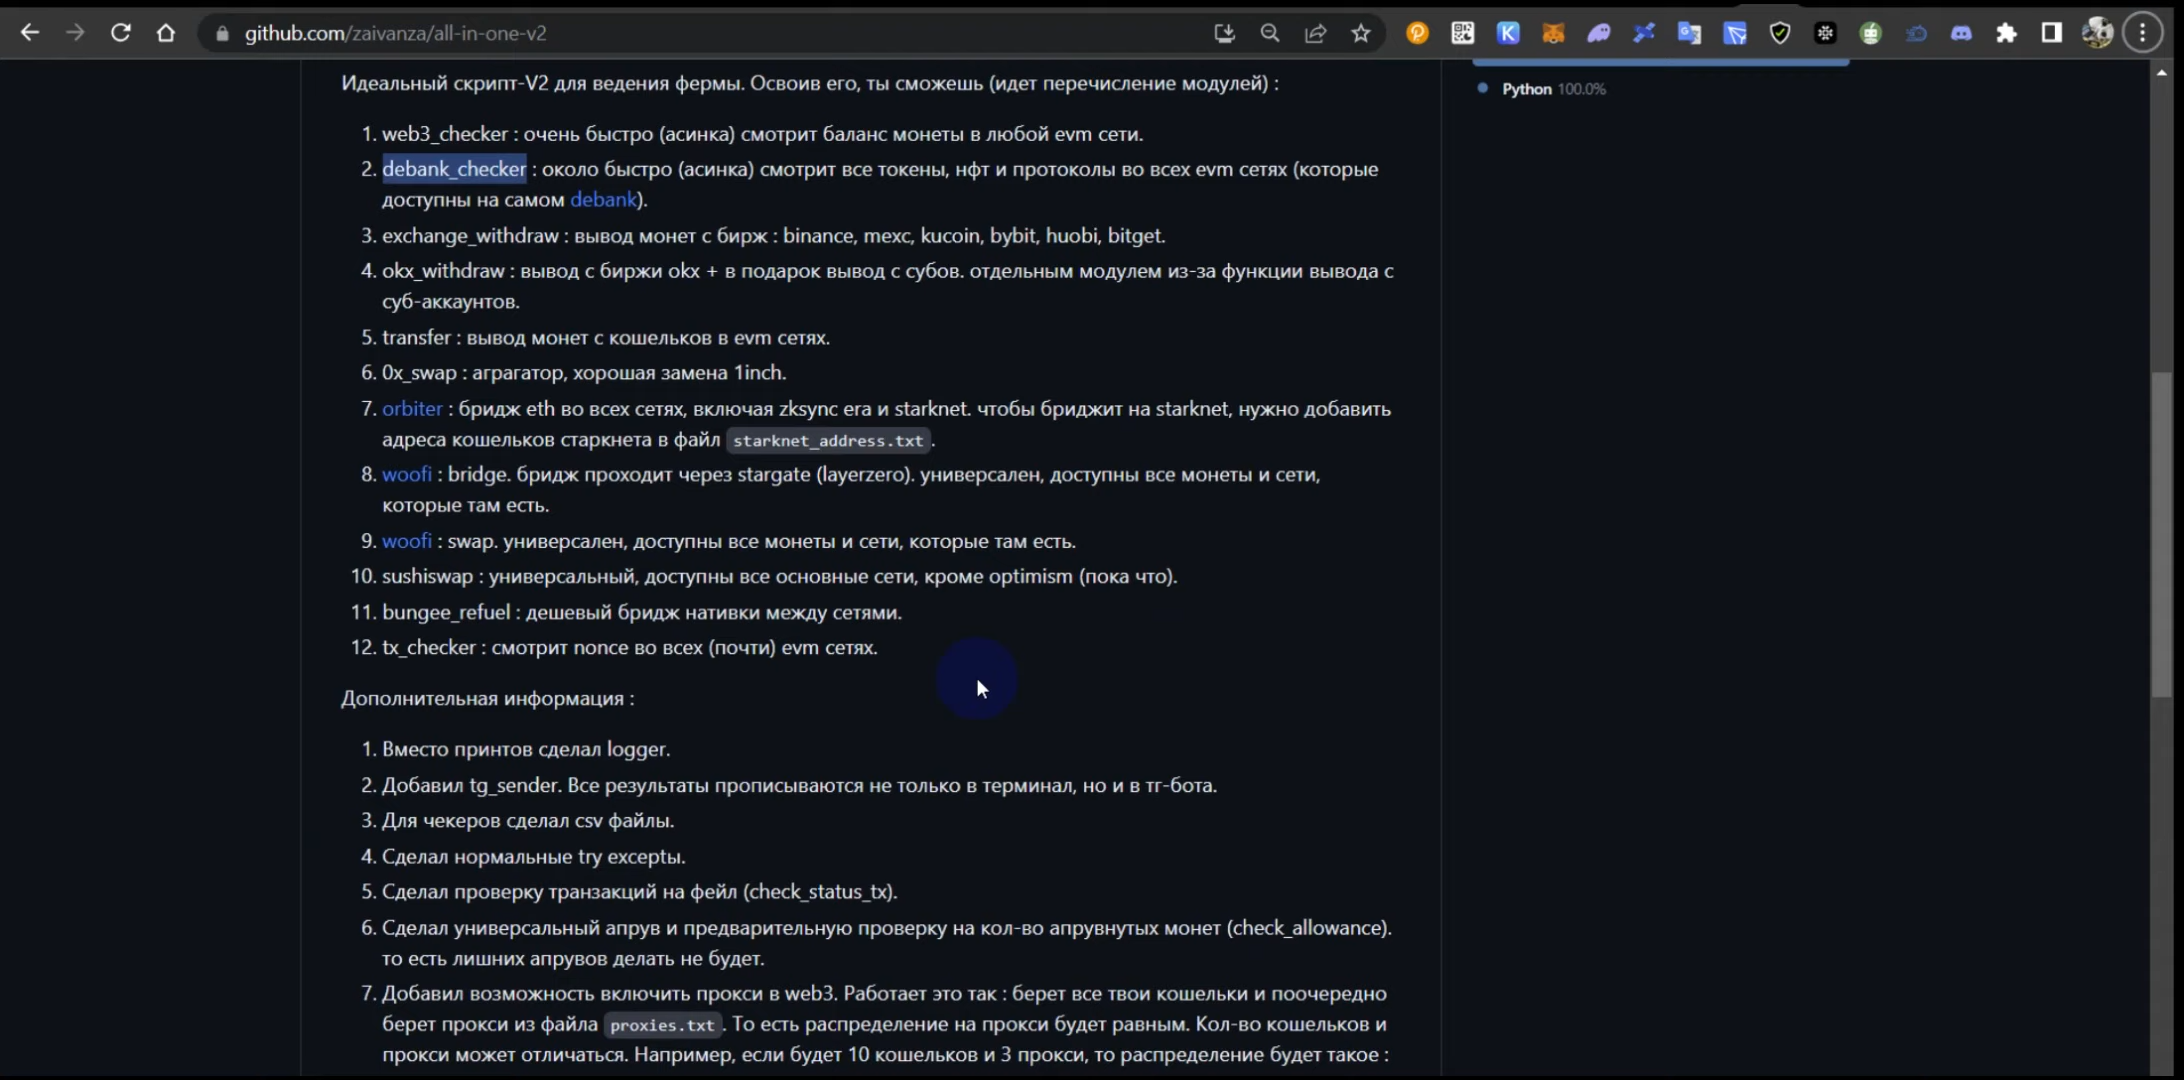 github.com/zaivanza/all-in-one-v2
Идеальный скрипт-V2 для ведения фермы. Освоив его, ты сможешь (идет перечисление модулей) :
Python 100.0%
1. web3_checker : очень быстро (асинка) смотрит баланс монеты в любой evm сети.
2. debank_checker : около быстро (асинка) смотрит все токены, нфт и протоколы во всех evm сетях (которые
доступны на самом debank).
3. exchange_withdraw : вывод монет с бирж : binance, mexc, kucoin, bybit, huobi, bitget.
4. okx_withdraw : вывод с биржи okx + в подарок вывод с субов. отдельным модулем из-за функции вывода с
суб-аккаунтов.
5. transfer : вывод монет с кошельков в evm сетях.
6. 0x_swap : аграгатор, хорошая замена 1inch.
7. orbiter : бридж eth во всех сетях, включая zksync era и starknet. чтобы бриджит на starknet, нужно добавить
адреса кошельков старкнета в файл starknet_address.txt .
8. woofi : bridge. бридж проходит через stargate (layerzero). универсален, доступны все монеты и сети,
которые там есть.
9. woofi : swap. универсален, доступны все монеты и сети, которые там есть.
10. sushiswap : универсальный, доступны все основные сети, кроме optimism (пока что).
11. bungee_refuel : дешевый бридж нативки между сетями.
12. tx_checker : смотрит nonce во всех (почти) evm сетях.
Дополнительная информация :
1. Вместо принтов сделал logger.
2. Добавил tg_sender. Все результаты прописываются не только в терминал, но и в тг-бота.
3. Для чекеров сделал csv файлы.
4. Сделал нормальные try exceptы.
5. Сделал проверку транзакций на фейл (check_status_tx).
6. Сделал универсальный апрув и предварительную проверку на кол-во апрувнутых монет (check_allowance).
то есть лишних апрувов делать не будет.
7. Добавил возможность включить прокси в web3. Работает это так : берет все твои кошельки и поочередно
берет прокси из файла proxies.txt . То есть распределение на прокси будет равным. Кол-во кошельков и
прокси может отличаться. Например, если будет 10 кошельков и 3 прокси, то распределение будет такое :